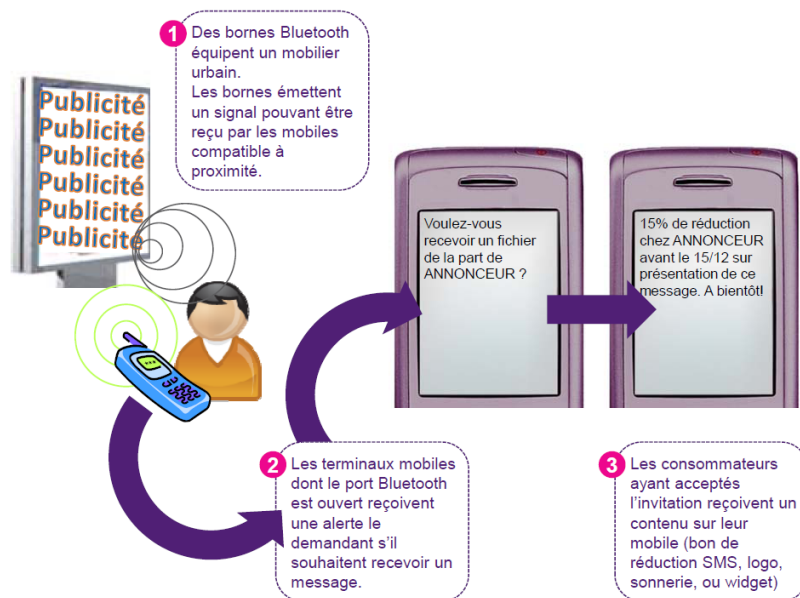 1 Des bornes Bluetooth
équipent un mobilier
urbain.
Les bornes émettent
un signal pouvant être
reçu par les mobiles
compatible à
proximité.
Publicité
Publicité
Publicité
Publicité
Publicité
Publicité
Voulez-vous
recevoir un fichier
de la part de
ANNONCEUR ?
15% de réduction
chez ANNONCEUR
avant le 15/12 sur
présentation de ce
message. A bientôt!
2 Les terminaux mobiles
dont le port Bluetooth
est ouvert reçoivent
une alerte le
demandant s’il
souhaitent recevoir un
message.
3 Les consommateurs
ayant acceptés
l’invitation reçoivent un
contenu sur leur
mobile (bon de
réduction SMS, logo,
sonnerie, ou widget)